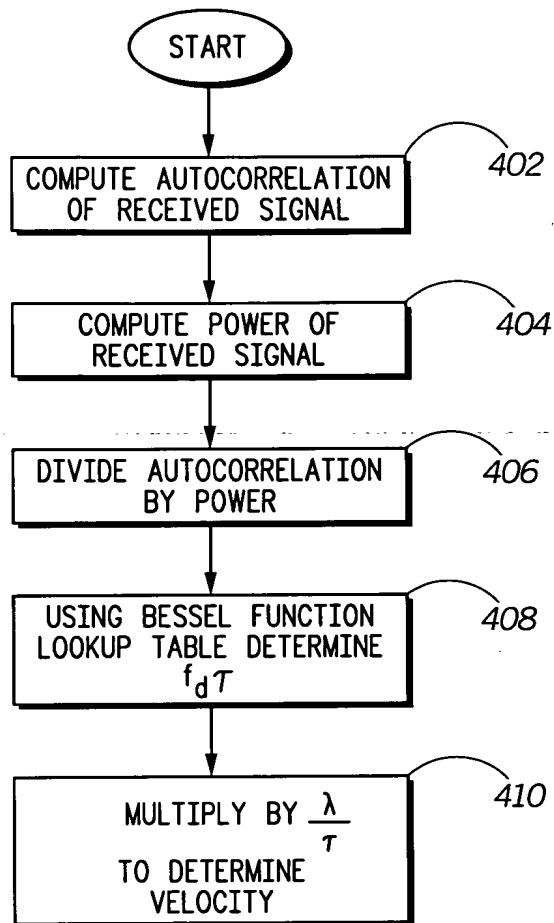 START
COMPUTE AUTOCORRELATION
OF RECEIVED SIGNAL
402
COMPUTE POWER OF
RECEIVED SIGNAL
404
DIVIDE AUTOCORRELATION
BY POWER
406
USING BESSEL FUNCTION
LOOKUP TABLE DETERMINE
f_d τ
408
MULTIPLY BY λ/τ
TO DETERMINE
VELOCITY
410